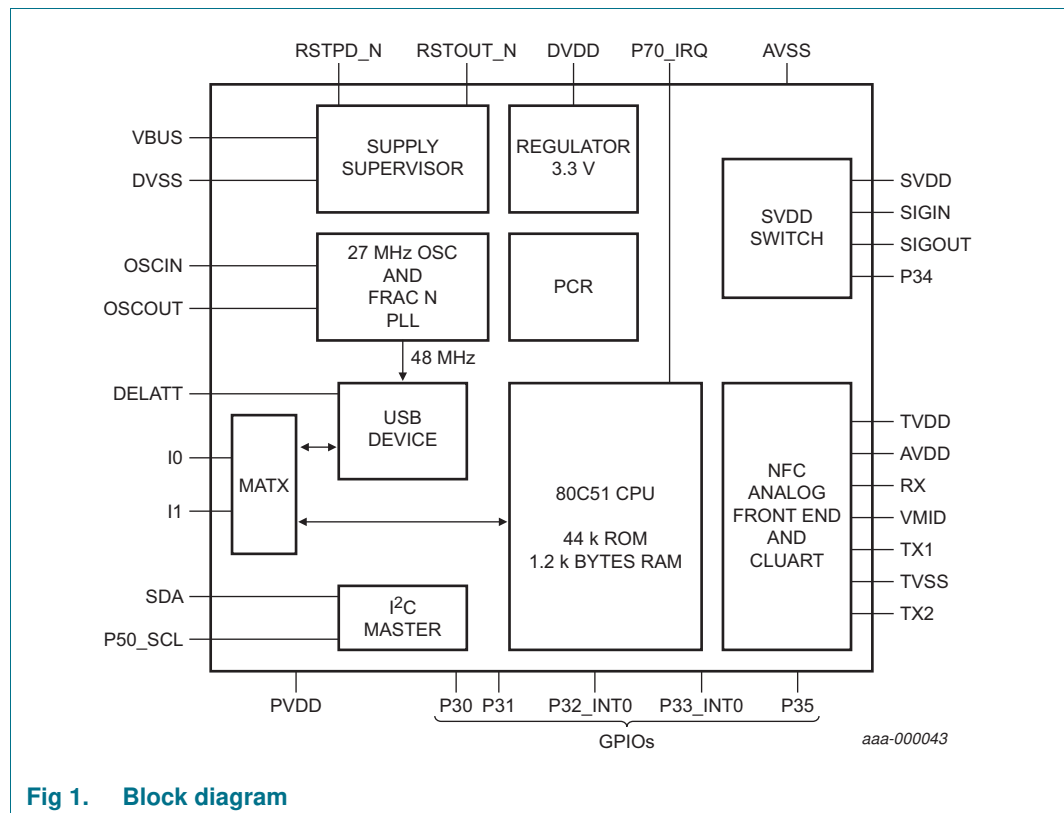 RSTPD_N RSTOUT_N DVDD P70_IRQ AVSS
VBUS
DVSS
SUPPLY
SUPERVISOR
REGULATOR
3.3 V
SVDD
SWITCH
SVDD
SIGIN
SIGOUT
P34
OSCIN
OSCOUT
27 MHz OSC
AND
FRAC N
PLL
PCR
48 MHz
DELATT
I0
I1
MATX
USB
DEVICE
80C51 CPU
44 k ROM
1.2 k BYTES RAM
NFC
ANALOG
FRONT END
AND
CLUART
TVDD
AVDD
RX
VMID
TX1
TVSS
TX2
SDA
P50_SCL
I2C
MASTER
PVDD P30 P31 P32_INT0 P33_INT0 P35
GPIOs
aaa-000043
Fig 1. Block diagram